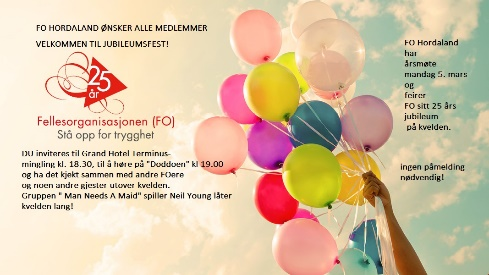 FO HORDALAND ØNSKER ALLE MEDLEMMER
VELKOMMEN TIL JUBILEUMSFEST!
25
år
Fellesorganisasjonen (FO)
Stå opp for trygghet
DU inviteres til Grand Hotel Terminus-
mingling kl. 18.30, til å høre på "Doddoen" kl 19.00
og ha det kjekt sammen med andre FOere
og noen andre gjester utover kvelden.
Gruppen " Man Needs A Maid" spiller Neil Young låter
kvelden lang!
FO Hordaland
har
årsmøte
mandag 5. mars
og
feirer
FO sitt 25 års
jubileum
på kvelden.
ingen påmelding
nødvendig!